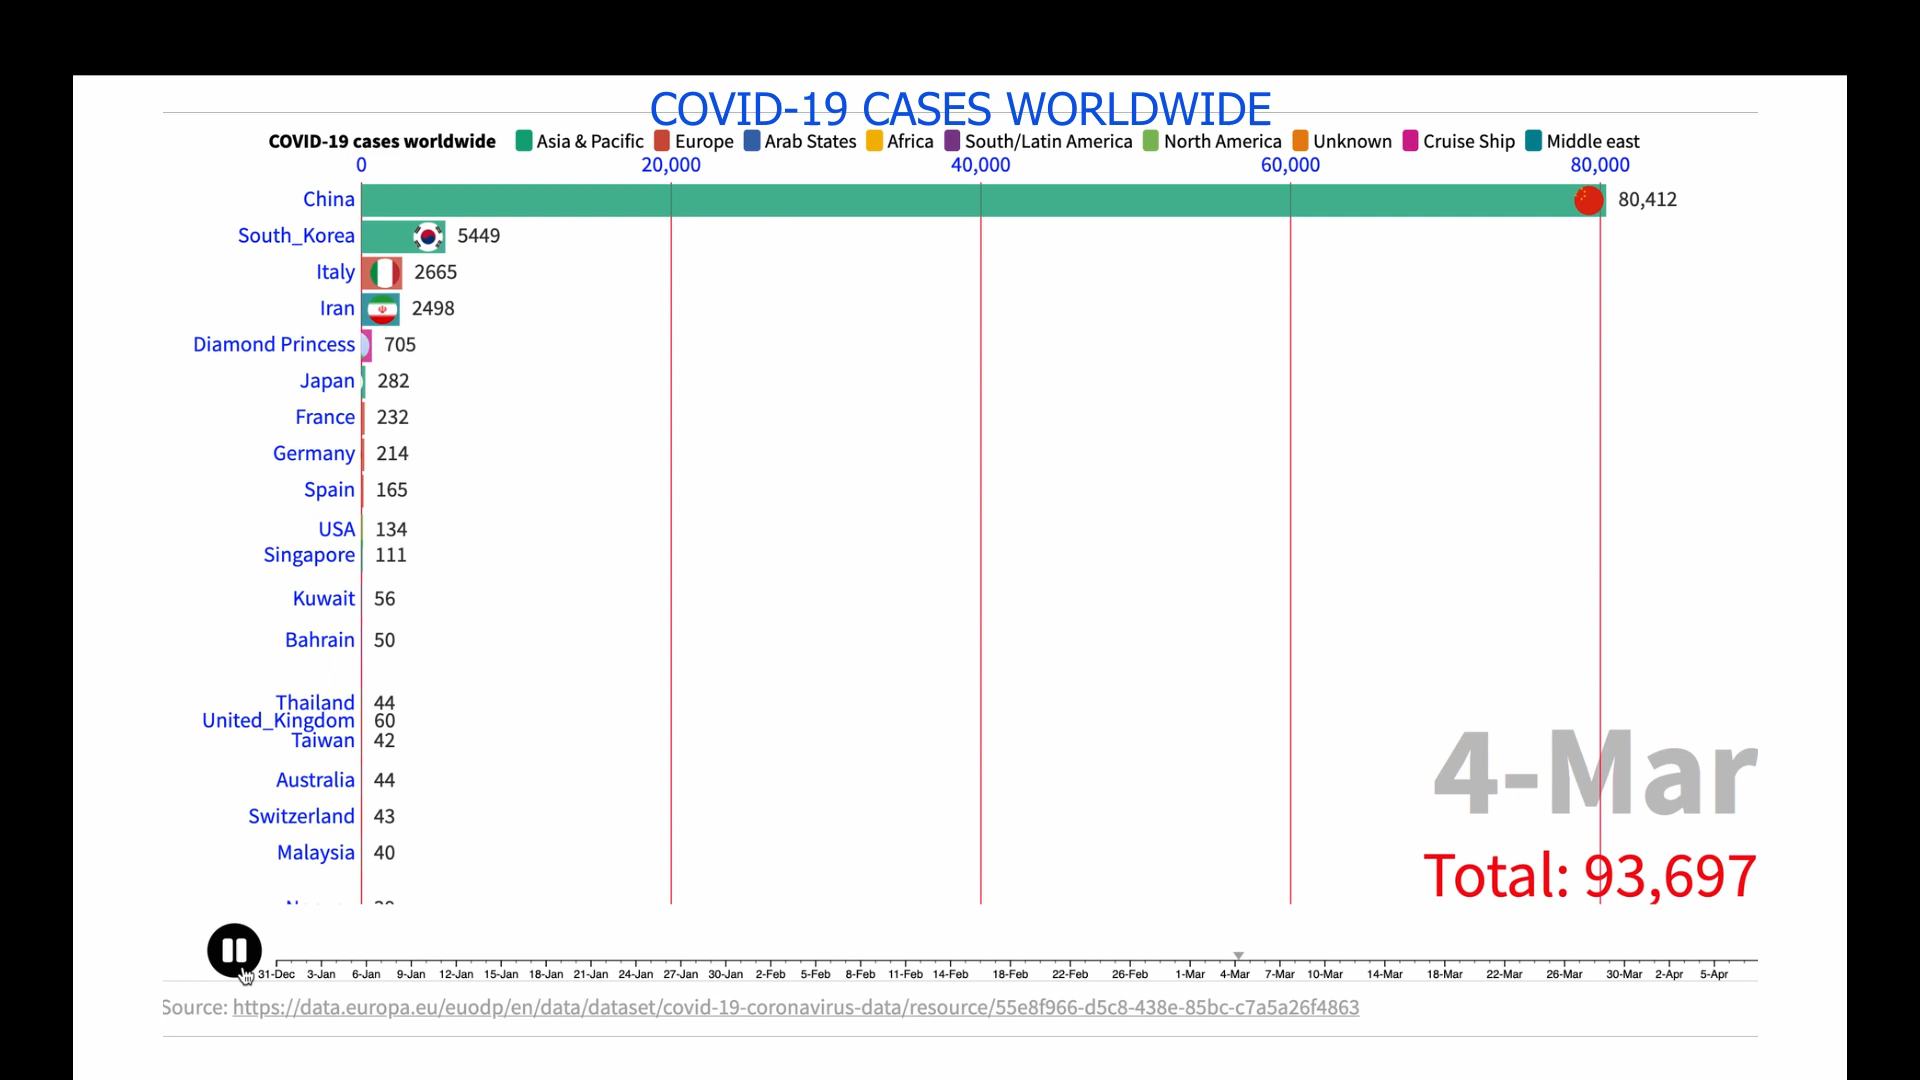 COVID-19 CASES WORLDWIDE
COVID-19 cases worldwide Asia & Pacific Europe Arab States Africa South/Latin America North America Unknown Cruise Ship Middle east
0 20,000 40,000 60,000 80,000
China 80,412
South_Korea 5449
Italy 2665
Iran 2498
Diamond Princess 705
Japan 282
France 232
Germany 214
Spain 165
USA 134
Singapore 111
Kuwait 56
Bahrain 50
Thailand 44
United_Kingdom 60
Taiwan 42
Australia 44
Switzerland 43
Malaysia 40
4-Mar
Total: 93,697
31-Dec 3-Jan 6-Jan 9-Jan 12-Jan 15-Jan 18-Jan 21-Jan 24-Jan 27-Jan 30-Jan 2-Feb 5-Feb 8-Feb 11-Feb 14-Feb 18-Feb 22-Feb 26-Feb 1-Mar 4-Mar 7-Mar 10-Mar 14-Mar 18-Mar 22-Mar 26-Mar 30-Mar 2-Apr 5-Apr
Source: https://data.europa.eu/euodp/en/data/dataset/covid-19-coronavirus-data/resource/55e8f966-d5c8-438e-85bc-c7a5a26f4863